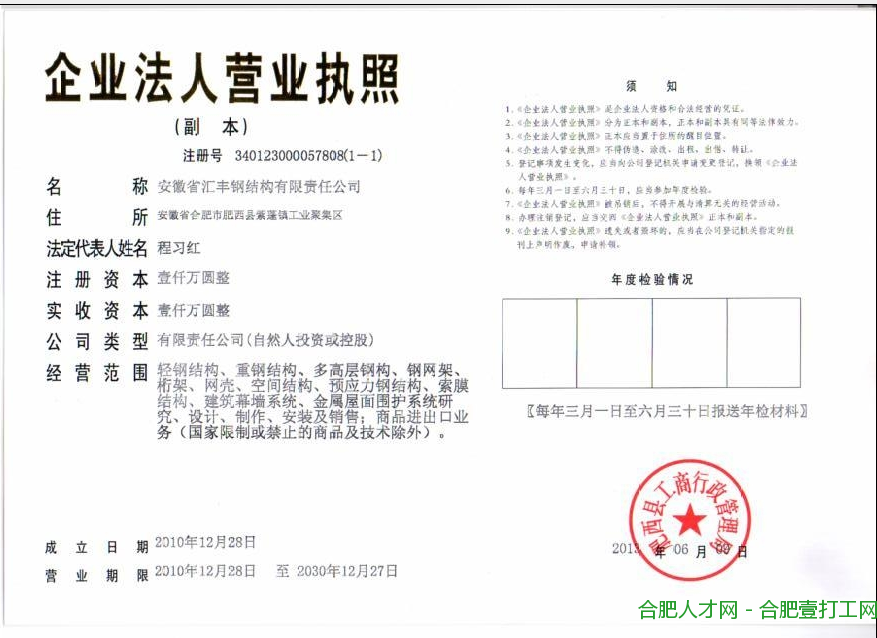 企业法人营业执照
(副 本)
注册号 340123000057808(1-1)
名 称 安徽省汇丰钢结构有限责任公司
住 所 安徽省合肥市肥西县紫蓬镇工业聚集区
法定代表人姓名 程习红
注 册 资 本 壹仟万圆整
实 收 资 本 壹仟万圆整
公 司 类 型 有限责任公司(自然人投资或控股)
经 营 范 围 轻钢结构、重钢结构、多高层钢构、钢网架、
桁架、网壳、空间结构、预应力钢结构、索膜
结构、建筑幕墙系统、金属屋面围护系统研
究、设计、制作、安装及销售；商品进出口业
务（国家限制或禁止的商品及技术除外）。
成 立 日 期 2010年12月28日
营 业 期 限 2010年12月28日 至 2030年12月27日
须 知
1.《企业法人营业执照》是企业法人资格和合法经营的凭证。
2.《企业法人营业执照》分为正本和副本，正本和副本具有同等法律效力。
3.《企业法人营业执照》正本应当置于住所的醒目位置。
4.《企业法人营业执照》不得伪造、涂改、出租、出借、转让。
5. 登记事项发生变化，应当向公司登记机关申请变更登记，换领《企业法
人营业执照》。
6. 每年三月一日至六月三十日，应当参加年度检验。
7.《企业法人营业执照》被吊销后，不得开展与清算无关的经营活动。
8. 办理注销登记，应当交回《企业法人营业执照》正本和副本。
9.《企业法人营业执照》遗失或者毁坏的，应当在公司登记机关指定的报
刊上声明作废，申请补领。
年度检验情况
〖每年三月一日至六月三十日报送年检材料〗
肥西县工商行政管理局
年 06 月 日
合肥人才网 - 合肥壹打工网